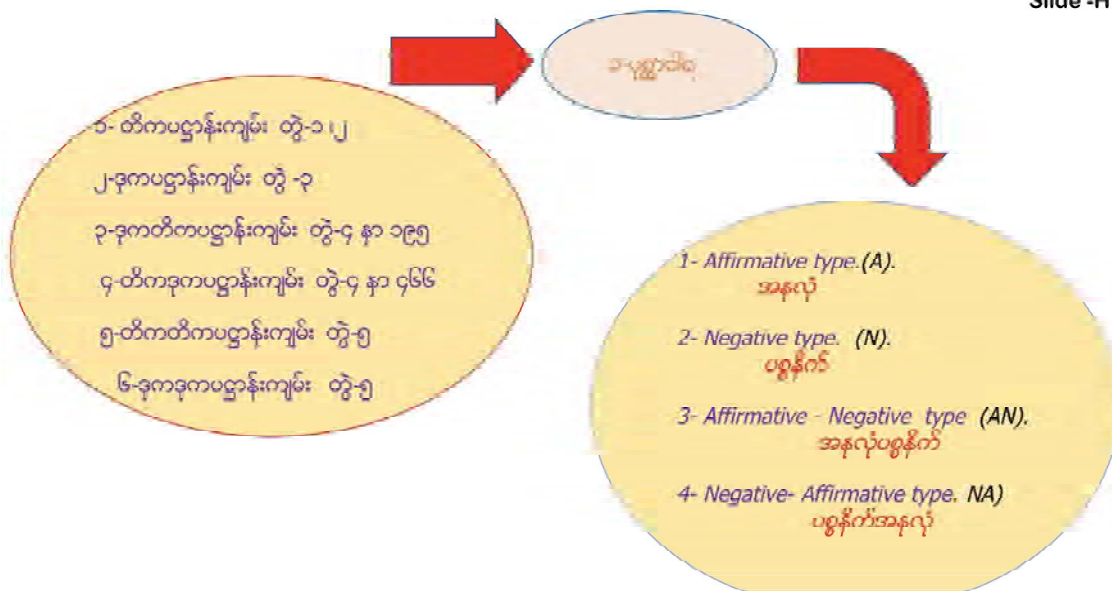 Slide -H
၁-ပုစ္ဆာဝါရ
၁- တိကပဋ္ဌာန်းကျမ်း တွဲ-၁၊၂
၂-ဒုကပဋ္ဌာန်းကျမ်း တွဲ -၃
၃-ဒုကတိကပဋ္ဌာန်းကျမ်း တွဲ-၄ နာ ၁၉၅
၄-တိကဒုကပဋ္ဌာန်းကျမ်း တွဲ-၄ နာ ၄၆၆
၅-တိကတိကပဋ္ဌာန်းကျမ်း တွဲ-၅
၆-ဒုကဒုကပဋ္ဌာန်းကျမ်း တွဲ-၅
1- Affirmative type.(A).
အနုလုံ
2- Negative type. (N).
ပစ္စနိက်
3- Affirmative - Negative type (AN).
အနုလုံပစ္စနိက်
4- Negative- Affirmative type. NA)
ပစ္စနိက်အနုလုံ